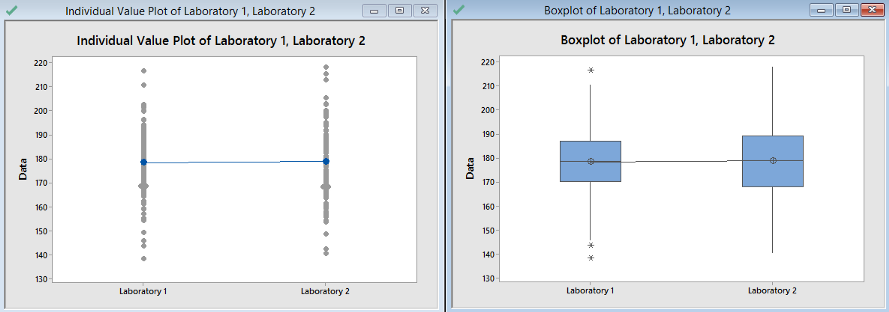 Individual Value Plot of Laboratory 1, Laboratory 2
Individual Value Plot of Laboratory 1, Laboratory 2
220
210
200
190
180
170
160
150
140
130
Data
Laboratory 1
Laboratory 2
Boxplot of Laboratory 1, Laboratory 2
Boxplot of Laboratory 1, Laboratory 2
220
210
200
190
180
170
160
150
140
130
Data
Laboratory 1
Laboratory 2